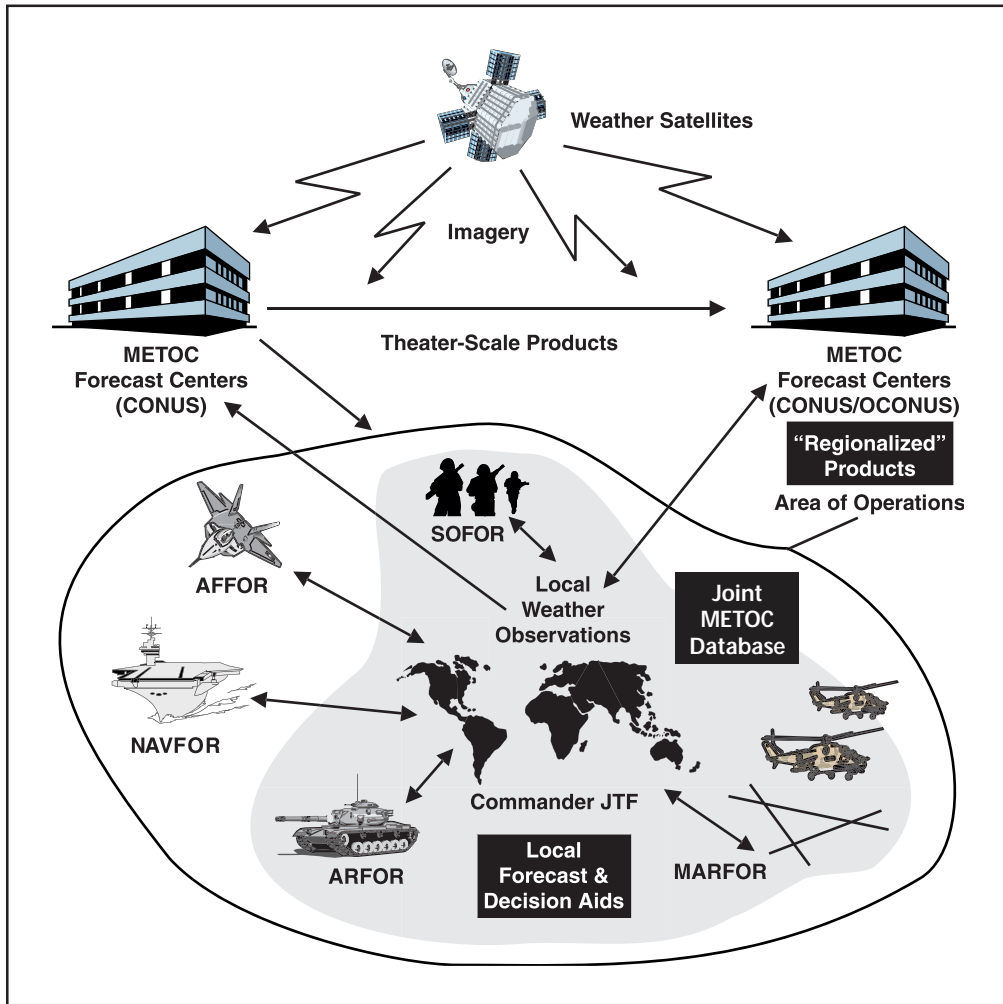 Weather Satellites
Imagery
Theater-Scale Products
METOC
Forecast Centers
(CONUS)
METOC
Forecast Centers
(CONUS/OCONUS)
“Regionalized”
Products
Area of Operations
SOFOR
AFFOR
Local
Weather
Observations
Joint
METOC
Database
NAVFOR
Commander JTF
ARFOR
Local
Forecast &
Decision Aids
MARFOR